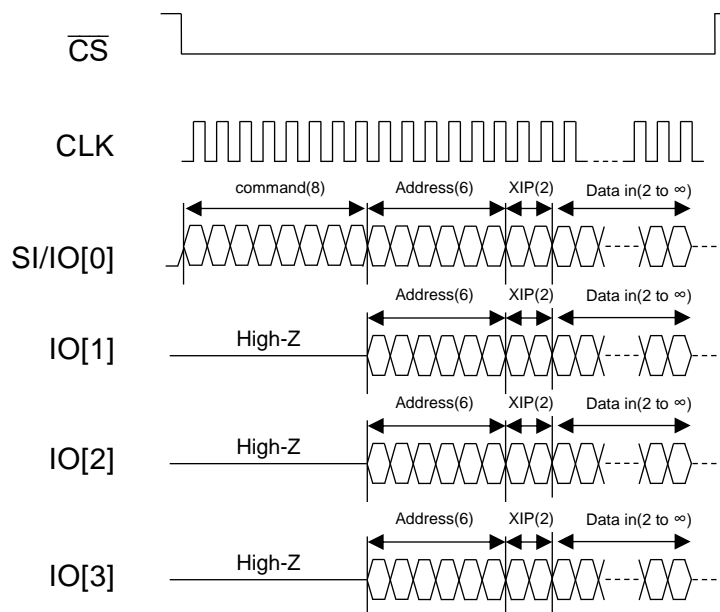 CS
CLK
command(8) Address(6) XIP(2) Data in(2 to ∞)
SI/IO[0]
Address(6) XIP(2) Data in(2 to ∞)
IO[1] High-Z
Address(6) XIP(2) Data in(2 to ∞)
IO[2] High-Z
Address(6) XIP(2) Data in(2 to ∞)
IO[3] High-Z